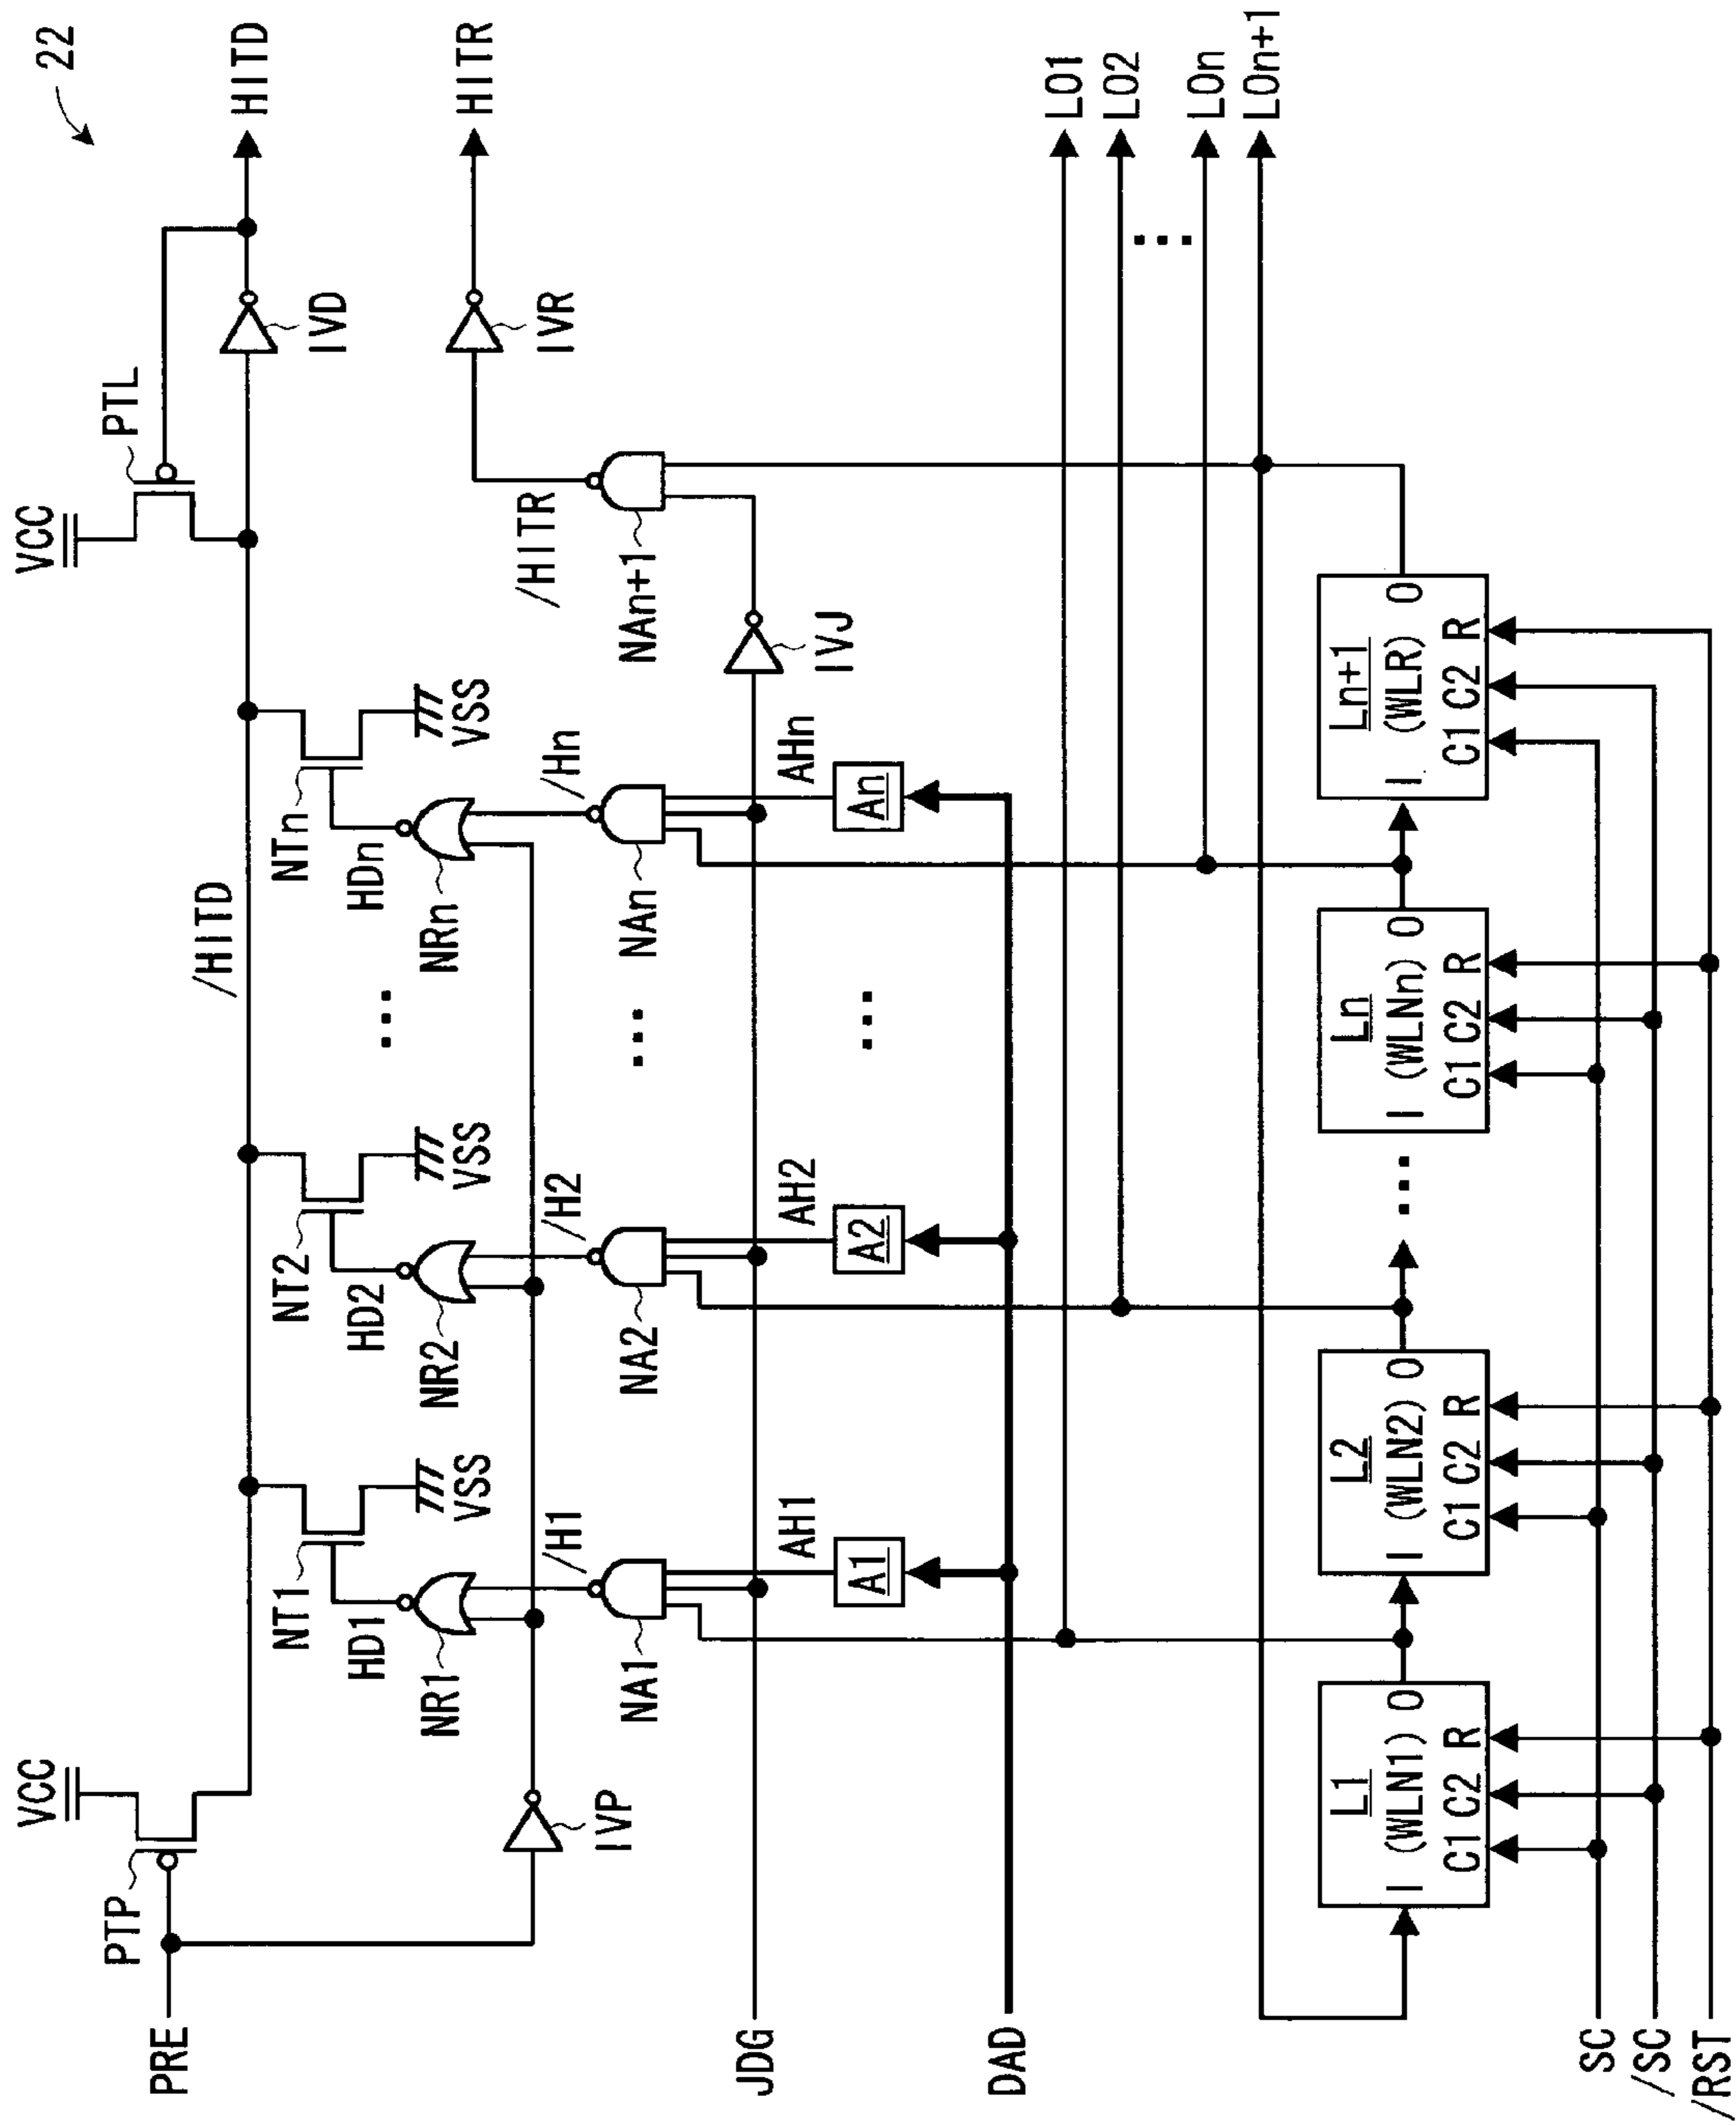 22
VCC
VCC
PTP
PTL
PRE
/HITD
HITD
IVD
NT1
NT2
NTn
VSS
VSS
VSS
HD1
HD2
HDn
NR1
NR2
NRn
HITR
IVR
IVP
/H1
/H2
/Hn
/HITR
NA1
NA2
NAn
NAn+1
...
...
JDG
IVJ
AH1
AH2
AHn
A1
A2
An
...
DAD
LO1
LO2
...
LOn
LOn+1
L1
I (WLN1) O
C1 C2 R
L2
I (WLN2) O
C1 C2 R
...
Ln
I (WLNn) O
C1 C2 R
Ln+1
I (WLR) O
C1 C2 R
SC
/SC
/RST